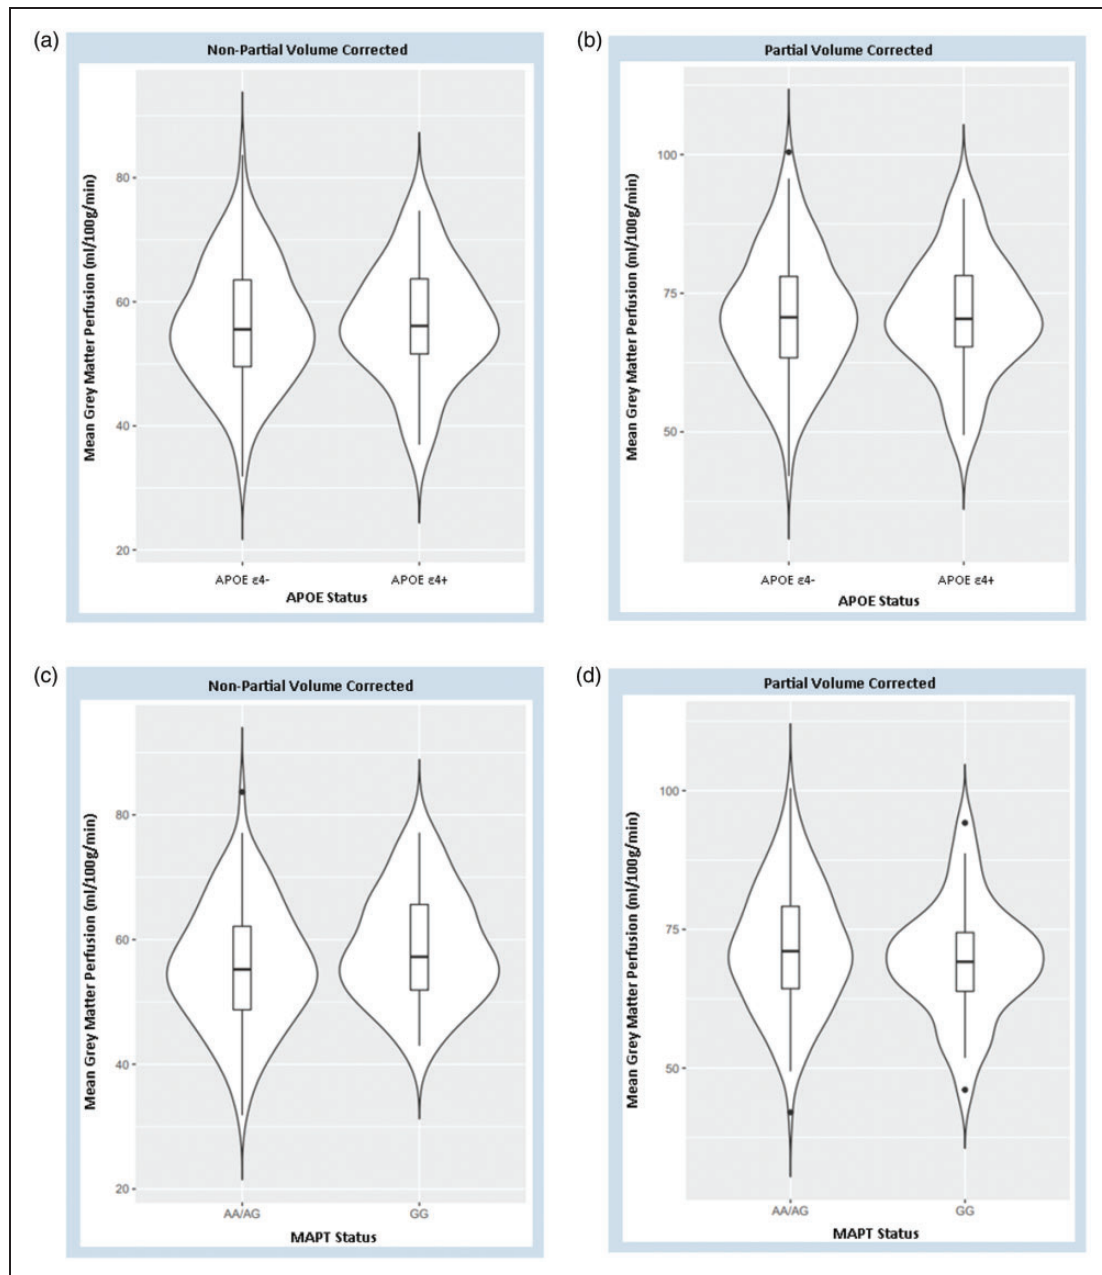 (a)
Non-Partial Volume Corrected
Mean Grey Matter Perfusion (ml/100g/min)
80
60
40
20
APOE ε4-
APOE ε4+
APOE Status
(b)
Partial Volume Corrected
Mean Grey Matter Perfusion (ml/100g/min)
100
75
50
APOE ε4-
APOE ε4+
APOE Status
(c)
Non-Partial Volume Corrected
Mean Grey Matter Perfusion (ml/100g/min)
80
60
40
20
AA/AG
GG
MAPT Status
(d)
Partial Volume Corrected
Mean Grey Matter Perfusion (ml/100g/min)
100
75
50
AA/AG
GG
MAPT Status